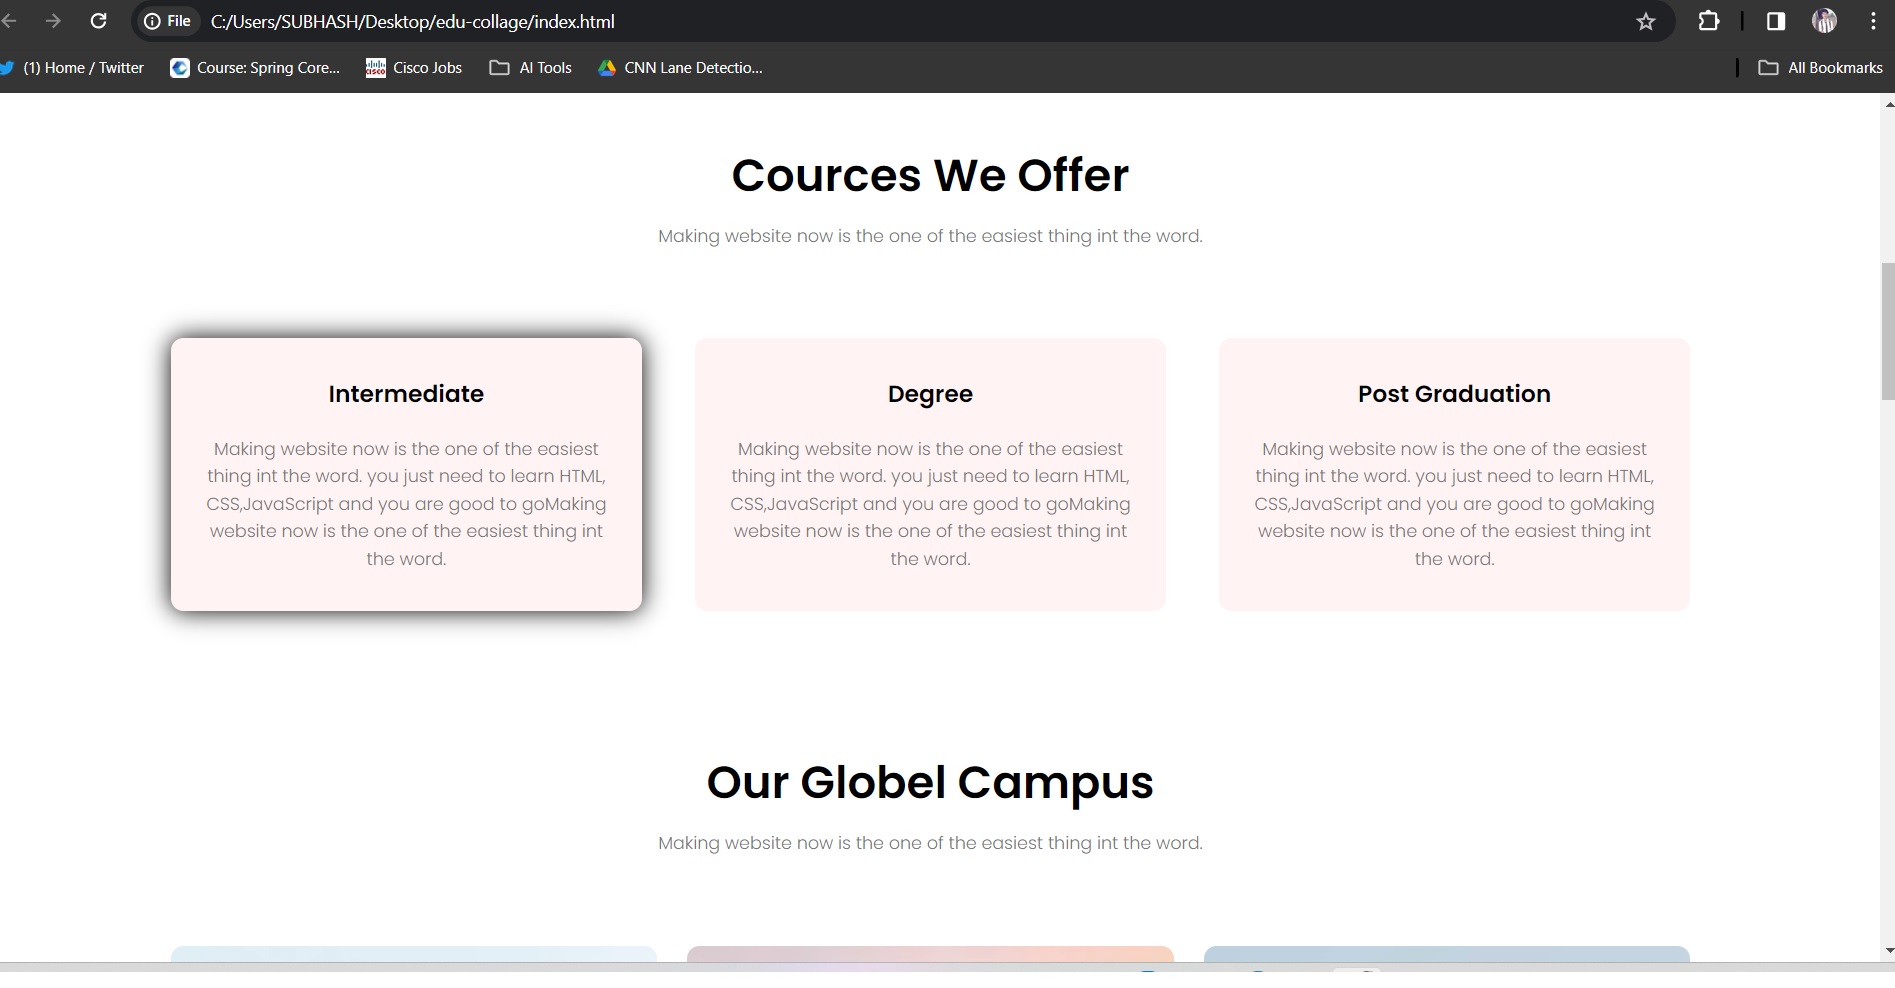 File C:/Users/SUBHASH/Desktop/edu-collage/index.html
(1) Home / Twitter Course: Spring Core... Cisco Jobs AI Tools CNN Lane Detectio... All Bookmarks
Cources We Offer
Making website now is the one of the easiest thing int the word.
Intermediate
Making website now is the one of the easiest
thing int the word. you just need to learn HTML,
CSS,JavaScript and you are good to goMaking
website now is the one of the easiest thing int
the word.
Degree
Making website now is the one of the easiest
thing int the word. you just need to learn HTML,
CSS,JavaScript and you are good to goMaking
website now is the one of the easiest thing int
the word.
Post Graduation
Making website now is the one of the easiest
thing int the word. you just need to learn HTML,
CSS,JavaScript and you are good to goMaking
website now is the one of the easiest thing int
the word.
Our Globel Campus
Making website now is the one of the easiest thing int the word.